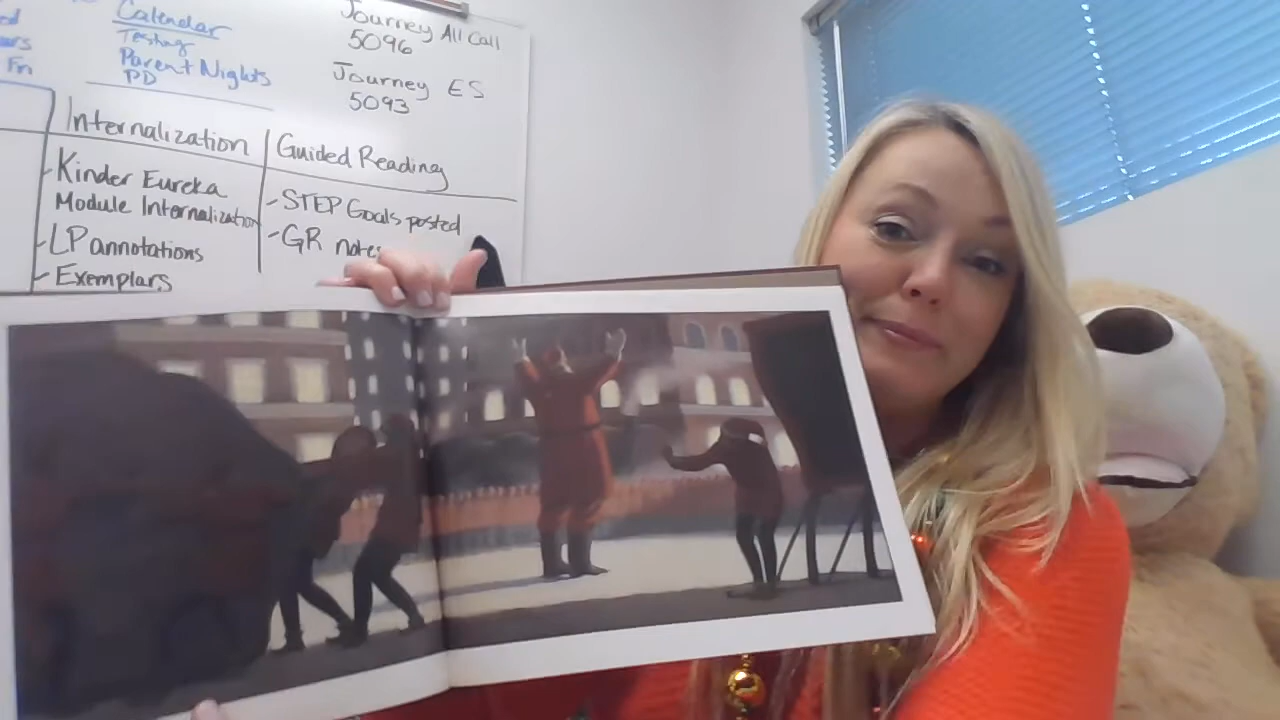 Calendar
Testing
Parent Nights
PD
Journey All Call
5096
Journey ES
5093
Internalization
- Kinder Eureka
Module Internalization
- LP annotations
- Exemplars
Guided Reading
- STEP Goals posted
- GR notes